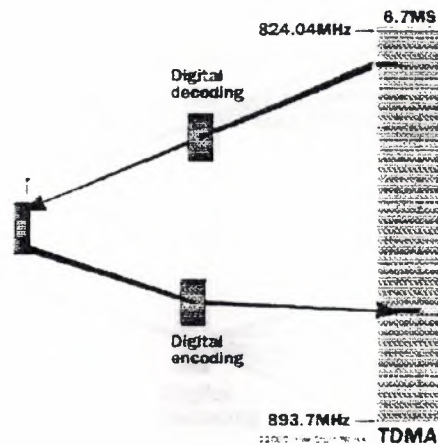 6.7MS
824.04MHz
Digital
decoding
Digital
encoding
893.7MHz
TDMA